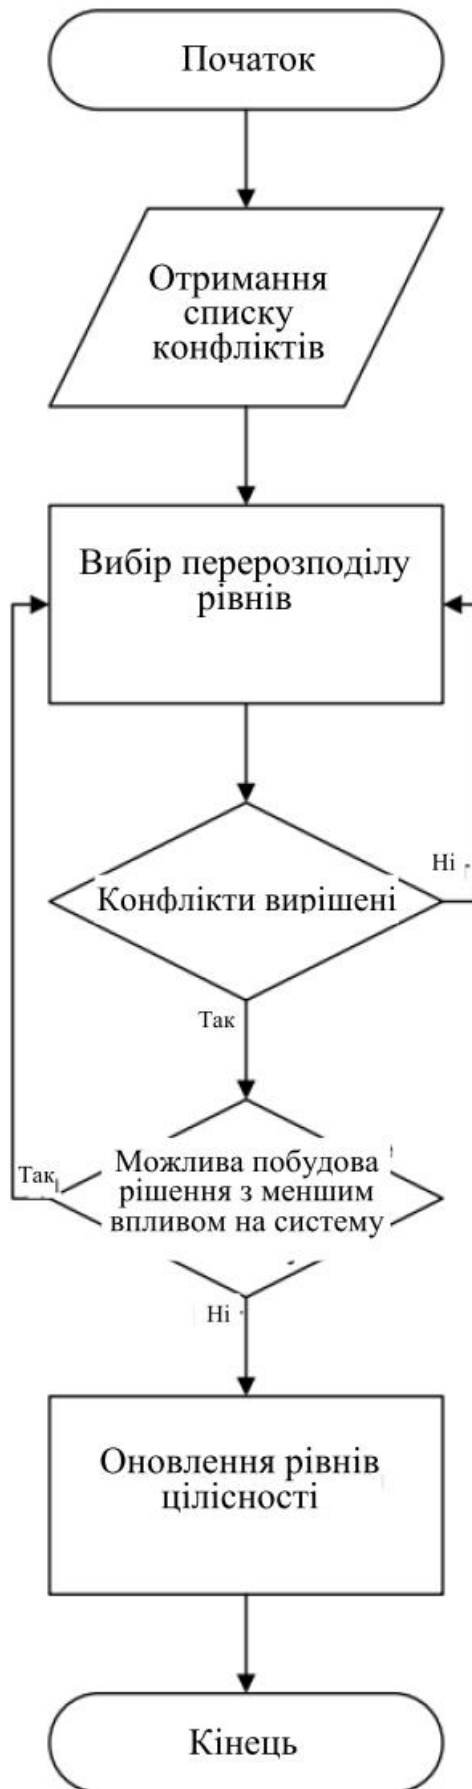 Початок
Отримання
списку
конфліктів
Вибір перерозподілу
рівнів
Ні
Конфлікти вирішені
Так
Так
Можлива побудова
рішення з меншим
впливом на систему
Ні
Оновлення рівнів
цілісності
Кінець